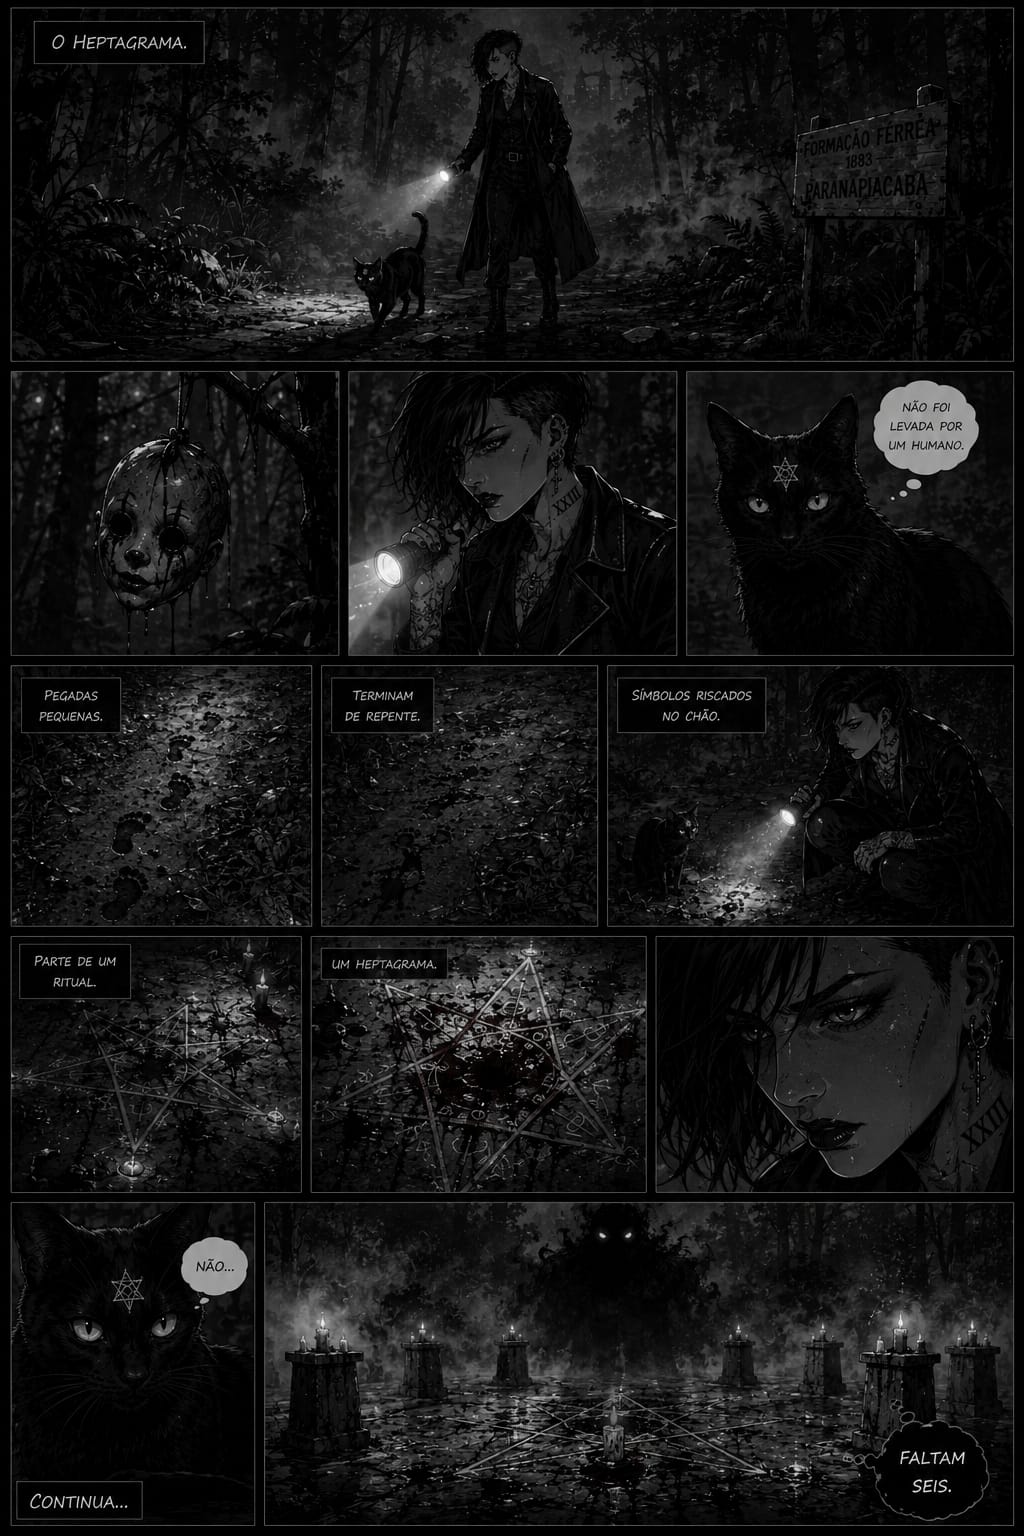 O HEPTAGRAMA.
FORMAÇÃO FÉRREA
1883
PARANAPIACABA
XXIII
NÃO FOI
LEVADA POR
UM HUMANO.
PEGADAS
PEQUENAS.
TERMINAM
DE REPENTE.
SÍMBOLOS RISCADOS
NO CHÃO.
PARTE DE UM
RITUAL.
UM HEPTAGRAMA.
XXIII
NÃO...
CONTINUA...
FALTAM
SEIS.